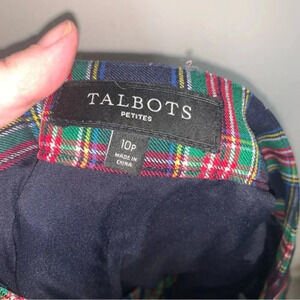 TALBOTS
PETITES
10P
MADE IN
CHINA